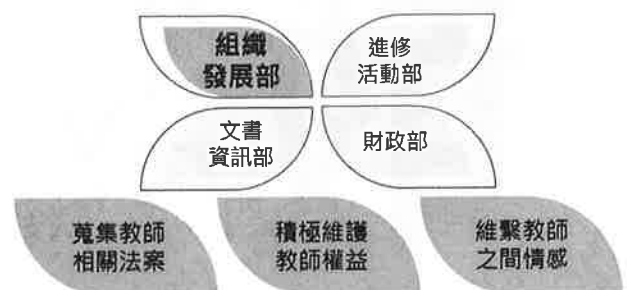 組織
發展部
進修
活動部
文書
資訊部
財政部
蒐集教師
相關法案
積極維護
教師權益
維繫教師
之間情感